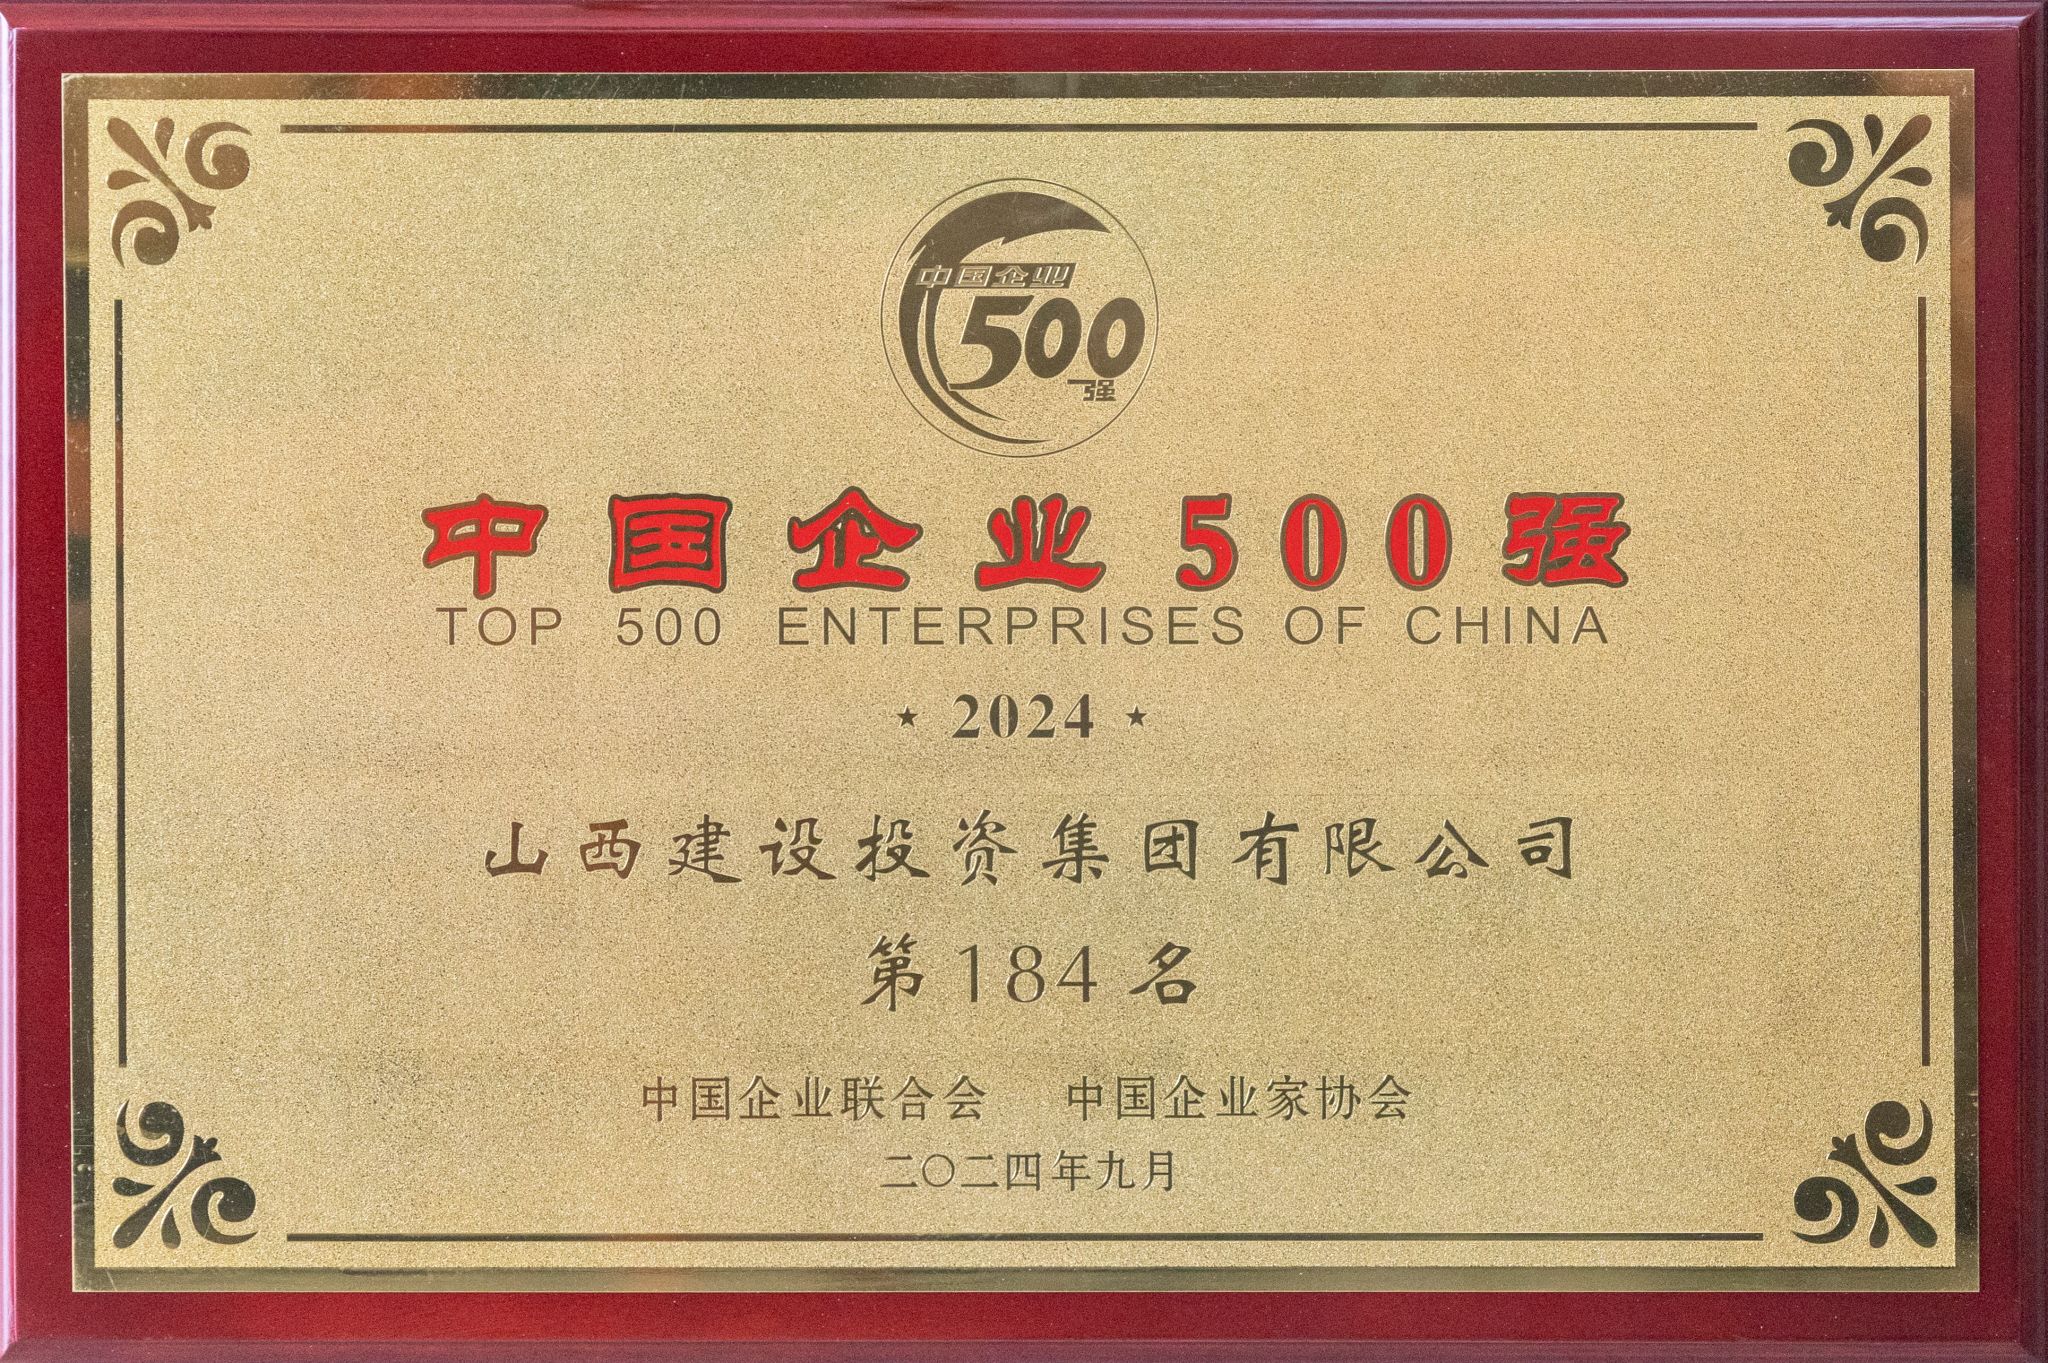 中国企业
500
强
中国企业500强
TOP 500 ENTERPRISES OF CHINA
★ 2024 ★
山西建设投资集团有限公司
第184名
中国企业联合会 中国企业家协会
二〇二四年九月